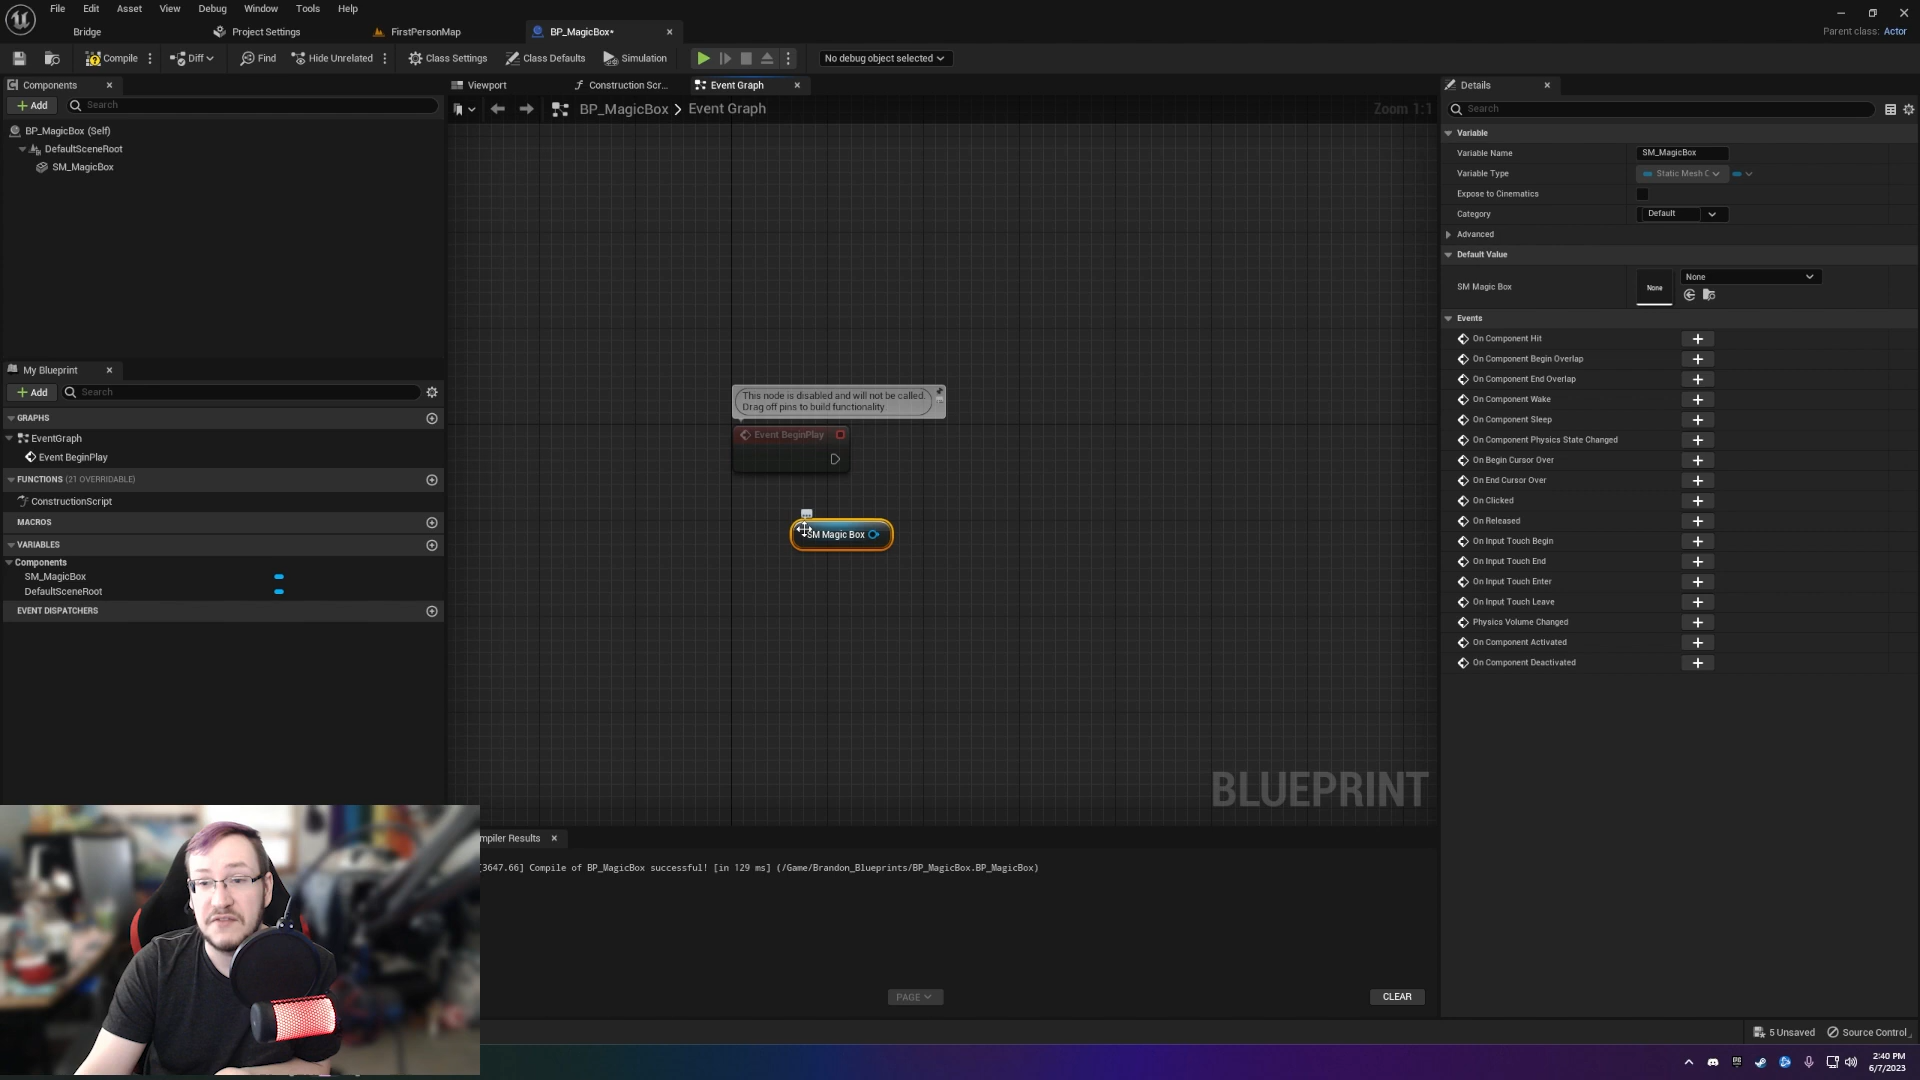 File Edit Asset View Debug Window Tools Help
Bridge Project Settings FirstPersonMap BP_MagicBox•
Parent class: Actor
Compile Diff Find Hide Unrelated Class Settings Class Defaults Simulation No debug object selected
Components
Add Search
BP_MagicBox (Self)
DefaultSceneRoot
SM_MagicBox
My Blueprint
Add Search
GRAPHS
EventGraph
Event BeginPlay
FUNCTIONS (21 OVERRIDABLE)
ConstructionScript
MACROS
VARIABLES
Components
SM_MagicBox
DefaultSceneRoot
EVENT DISPATCHERS
Viewport Construction Scr... Event Graph
BP_MagicBox > Event Graph
Zoom 1:1
This node is disabled and will not be called.
Drag off pins to build functionality
Event BeginPlay
SM Magic Box
BLUEPRINT
mpiler Results
[3647.66] Compile of BP_MagicBox successful! [in 129 ms] (/Game/Brandon_Blueprints/BP_MagicBox.BP_MagicBox)
PAGE
CLEAR
Details
Search
Variable
Variable Name SM_MagicBox
Variable Type Static Mesh C
Expose to Cinematics
Category Default
Advanced
Default Value
SM Magic Box None None
Events
On Component Hit
On Component Begin Overlap
On Component End Overlap
On Component Wake
On Component Sleep
On Component Physics State Changed
On Begin Cursor Over
On End Cursor Over
On Clicked
On Released
On Input Touch Begin
On Input Touch End
On Input Touch Enter
On Input Touch Leave
Physics Volume Changed
On Component Activated
On Component Deactivated
5 Unsaved Source Control
2:40 PM
6/7/2023